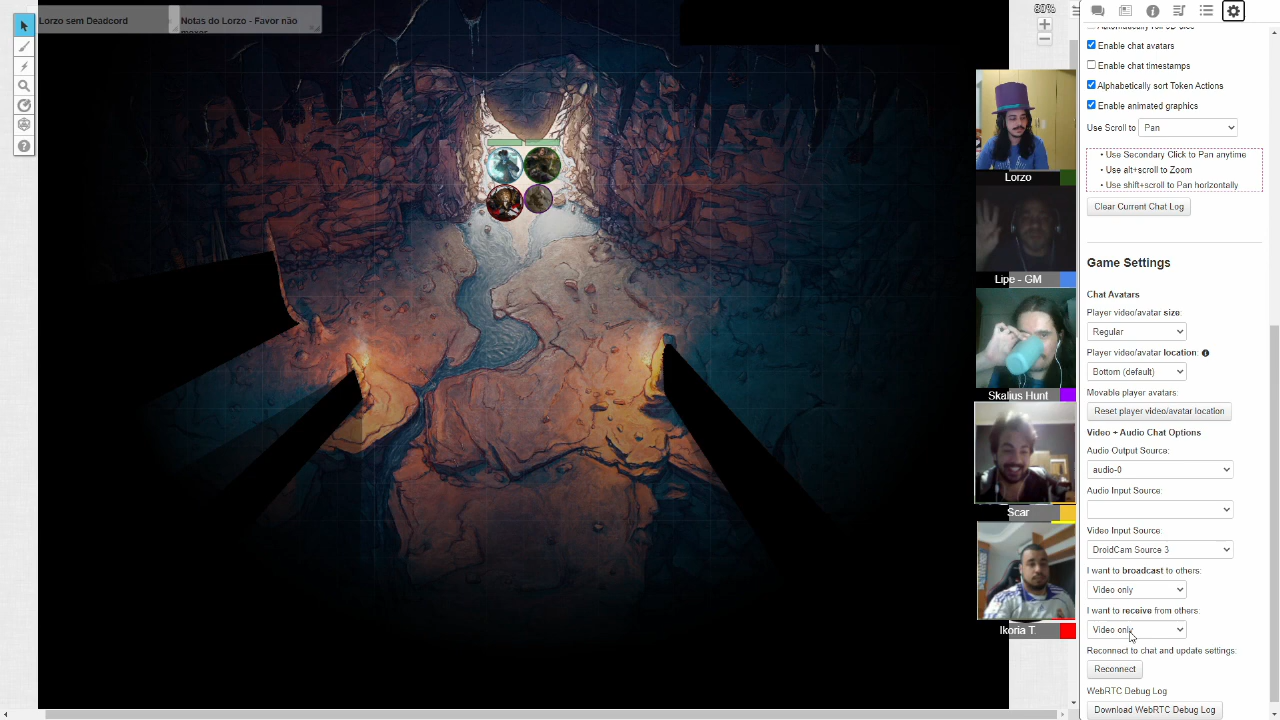 Lorzo sem Deadcord
Notas do Lorzo - Favor não
mexer
80%
Enable chat avatars
Enable chat timestamps
Alphabetically sort Token Actions
Enable animated graphics
Use Scroll to
Pan
• Use Secondary Click to Pan anytime
• Use alt+scroll to Zoom
• Use shift+scroll to Pan horizontally
Clear Current Chat Log
Game Settings
Chat Avatars
Player video/avatar size:
Regular
Player video/avatar location:
Bottom (default)
Movable player avatars:
Reset player video/avatar location
Video + Audio Chat Options
Audio Output Source:
audio-0
Audio Input Source:
Video Input Source:
DroidCam Source 3
I want to broadcast to others:
Video only
I want to receive from others:
Video only
Reconnect to chat and update settings:
Reconnect
WebRTC Debug Log
Download WebRTC Debug Log
Lorzo
Lipe - GM
Skalius Hunt
Scar
Ikoria T.